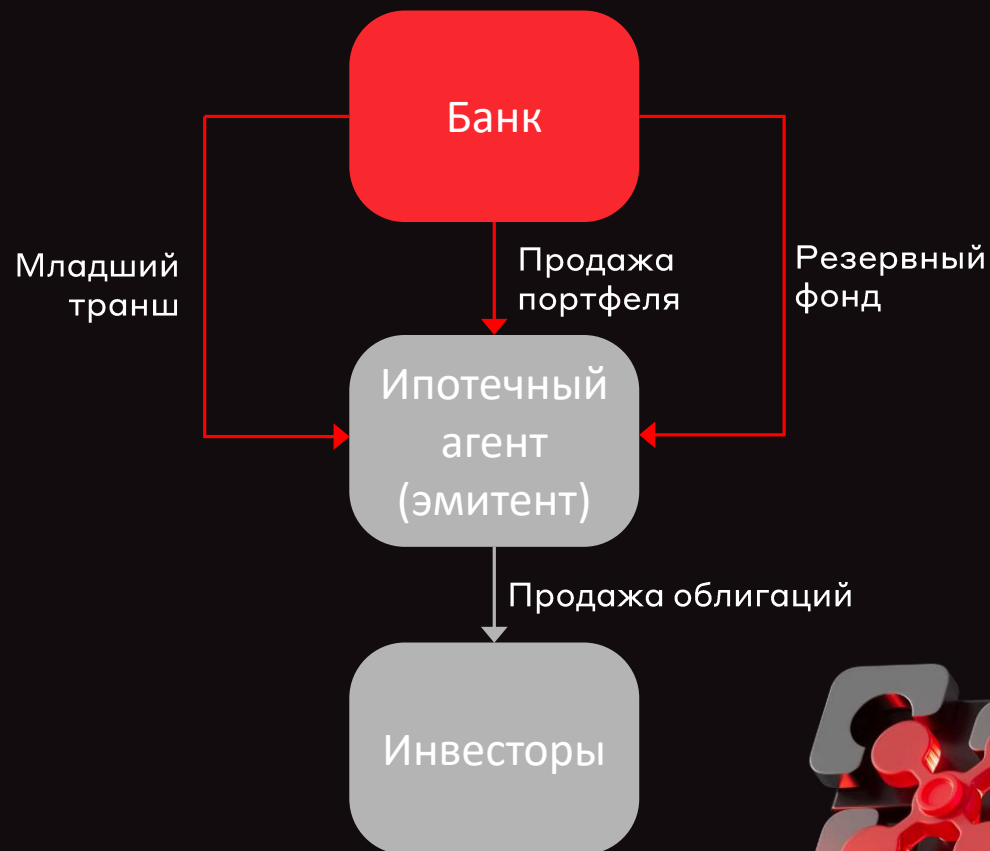 Банк
Младший
транш
Продажа
портфеля
Резервный
фонд
Ипотечный
агент
(эмитент)
Продажа облигаций
Инвесторы